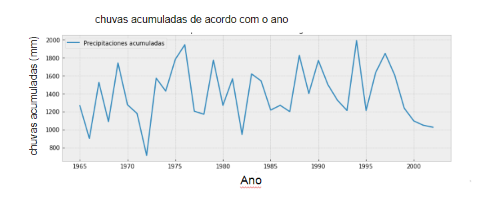 chuvas acumuladas de acordo com o ano
Precipitaciones acumuladas
chuvas acumuladas (mm)
2000
1800
1600
1400
1200
1000
800
1965 1970 1975 1980 1985 1990 1995 2000
Ano